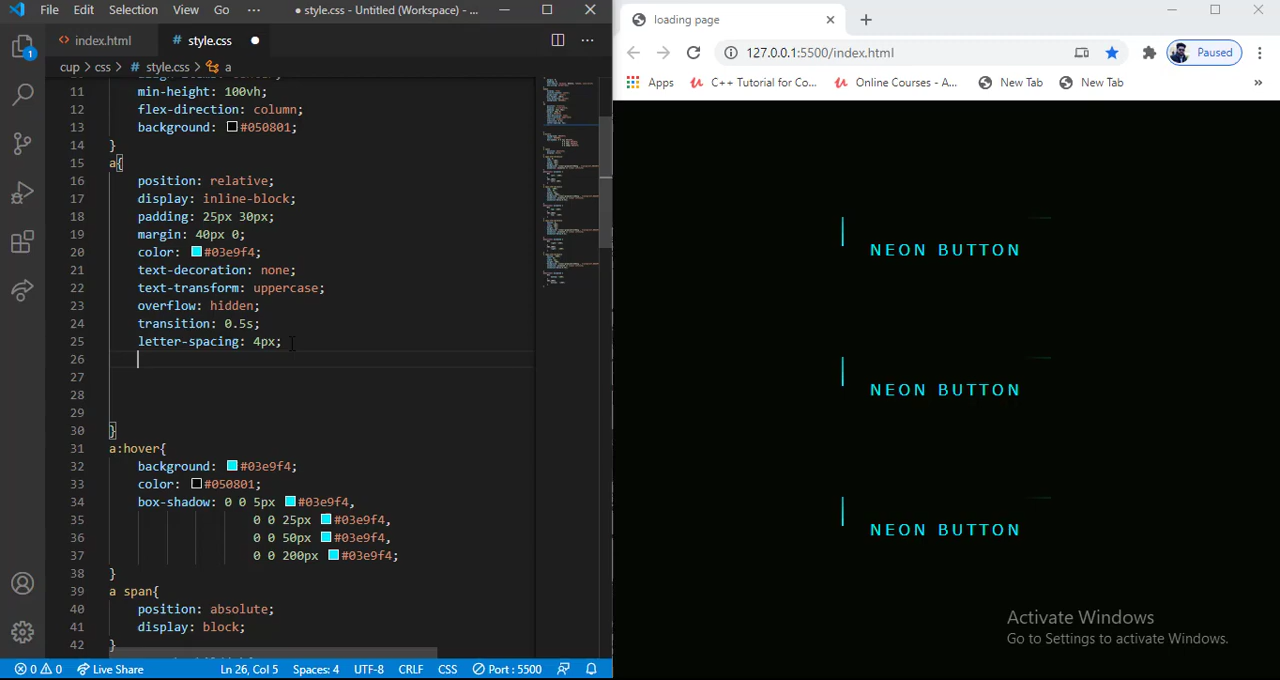 File Edit Selection View Go ··· ● style.css - Untitled (Workspace) - ...
index.html # style.css ●
cup > css > # style.css > a
11 min-height: 100vh;
12 flex-direction: column;
13 background: #050801;
14 }
15 a{
16 position: relative;
17 display: inline-block;
18 padding: 25px 30px;
19 margin: 40px 0;
20 color: #03e9f4;
21 text-decoration: none;
22 text-transform: uppercase;
23 overflow: hidden;
24 transition: 0.5s;
25 letter-spacing: 4px;
26
27
28
29
30 }
31 a:hover{
32 background: #03e9f4;
33 color: #050801;
34 box-shadow: 0 0 5px #03e9f4,
35 0 0 25px #03e9f4,
36 0 0 50px #03e9f4,
37 0 0 200px #03e9f4;
38 }
39 a span{
40 position: absolute;
41 display: block;
42 }
1
0 0 Live Share Ln 26, Col 5 Spaces: 4 UTF-8 CRLF CSS Port : 5500
loading page
127.0.0.1:5500/index.html Paused
Apps C++ Tutorial for Co... Online Courses - A... New Tab New Tab »
NEON BUTTON
NEON BUTTON
NEON BUTTON
Activate Windows
Go to Settings to activate Windows.